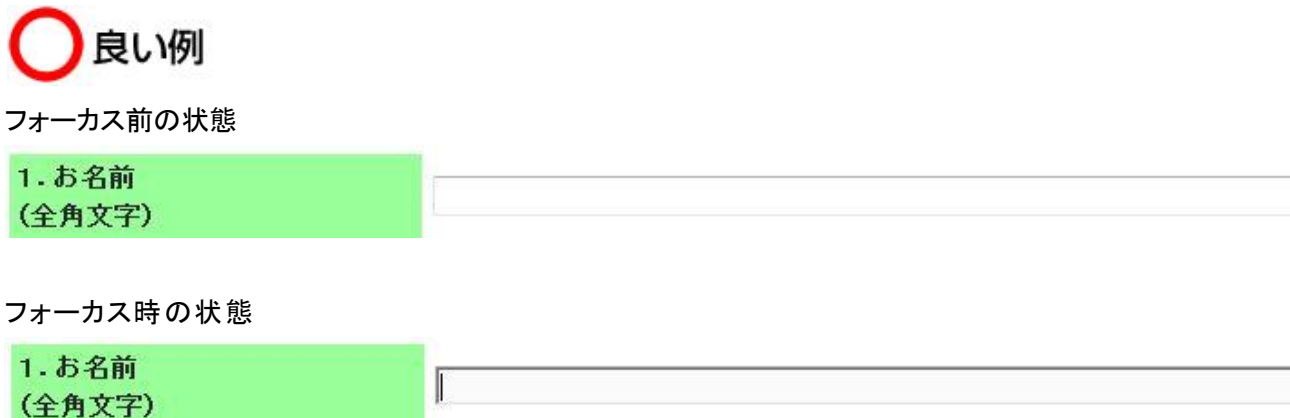 良い例
フォーカス前の状態
1.お名前
(全角文字)
フォーカス時の状態
1.お名前
(全角文字)